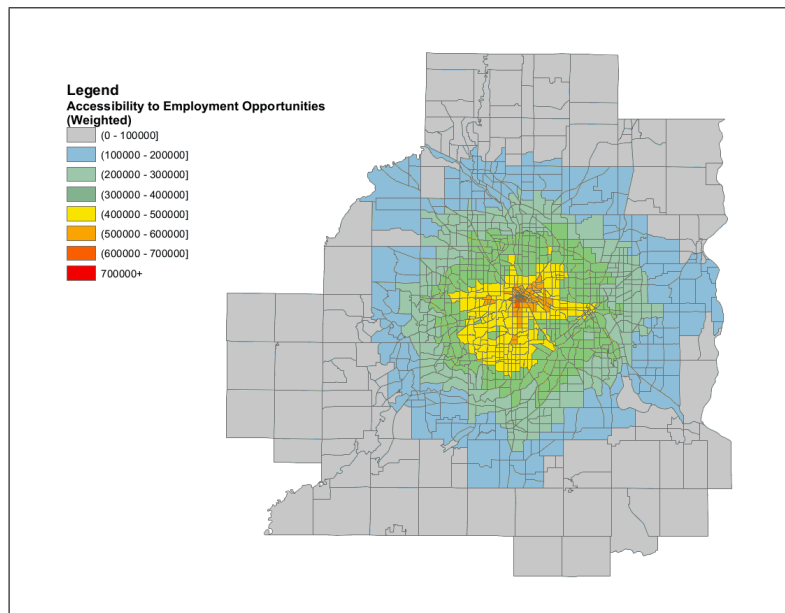 Legend
Accessibility to Employment Opportunities
(Weighted)
(0 - 100000]
(100000 - 200000]
(200000 - 300000]
(300000 - 400000]
(400000 - 500000]
(500000 - 600000]
(600000 - 700000]
700000+